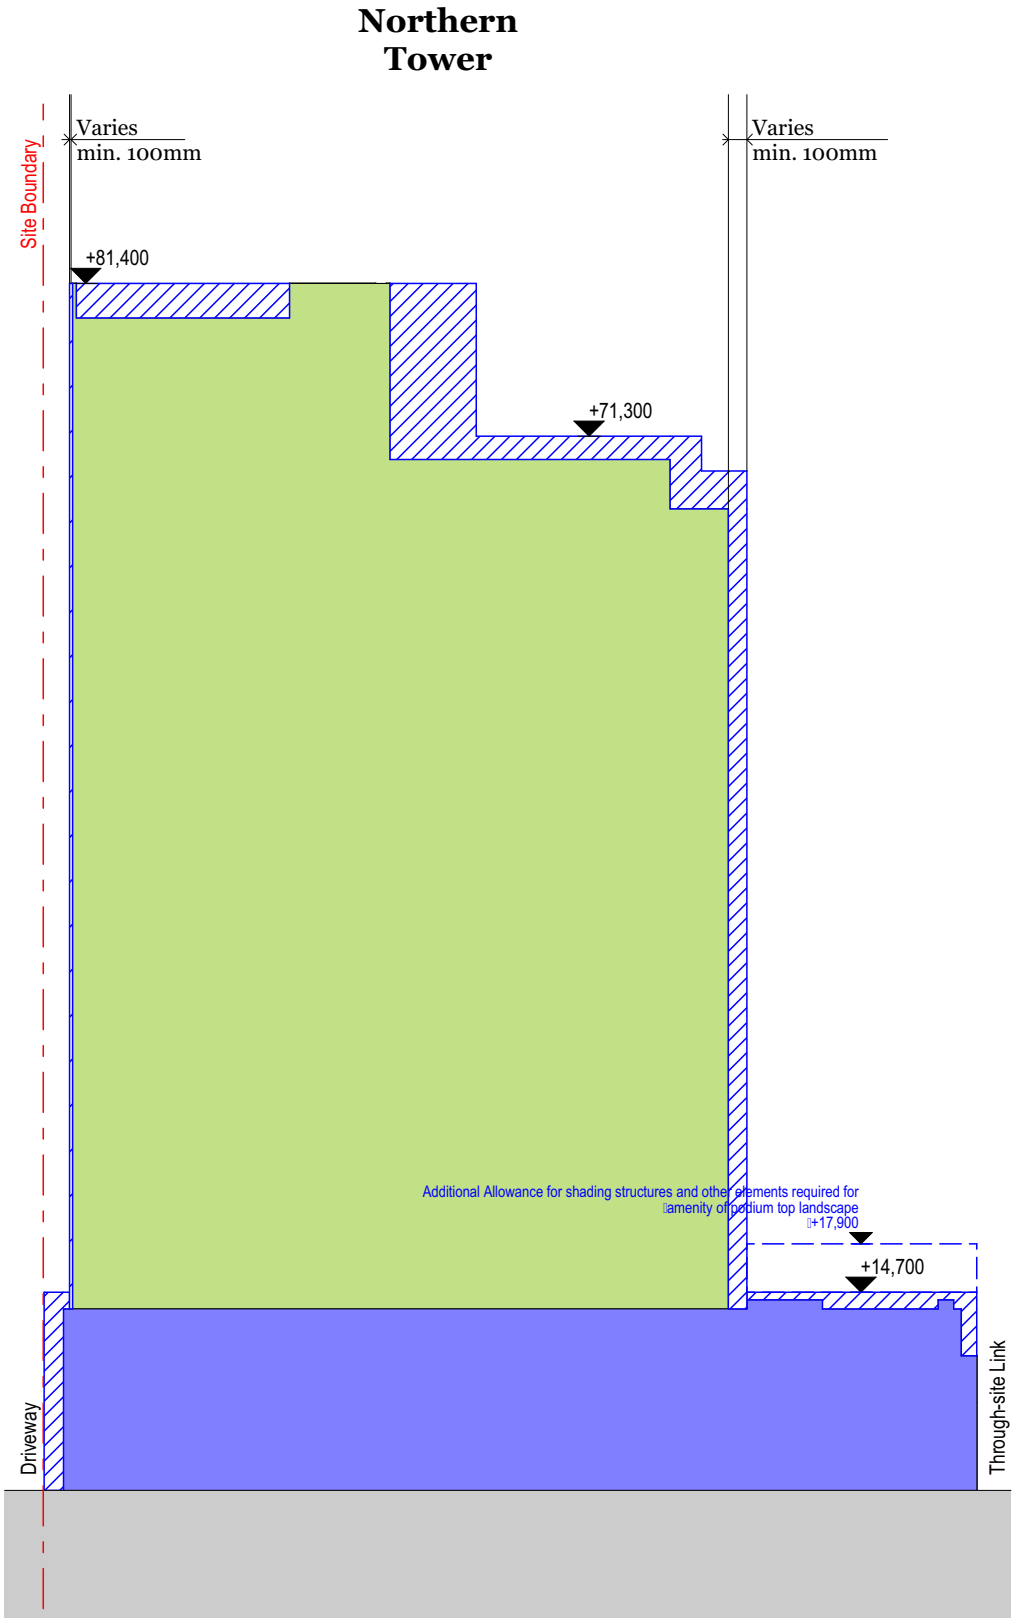 Northern
Tower
Varies
min. 100mm
Varies
min. 100mm
Site Boundary
+81,400
+71,300
Additional Allowance for shading structures and other elements required for
amenity of podium top landscape
+17,900
+14,700
Driveway
Through-site Link